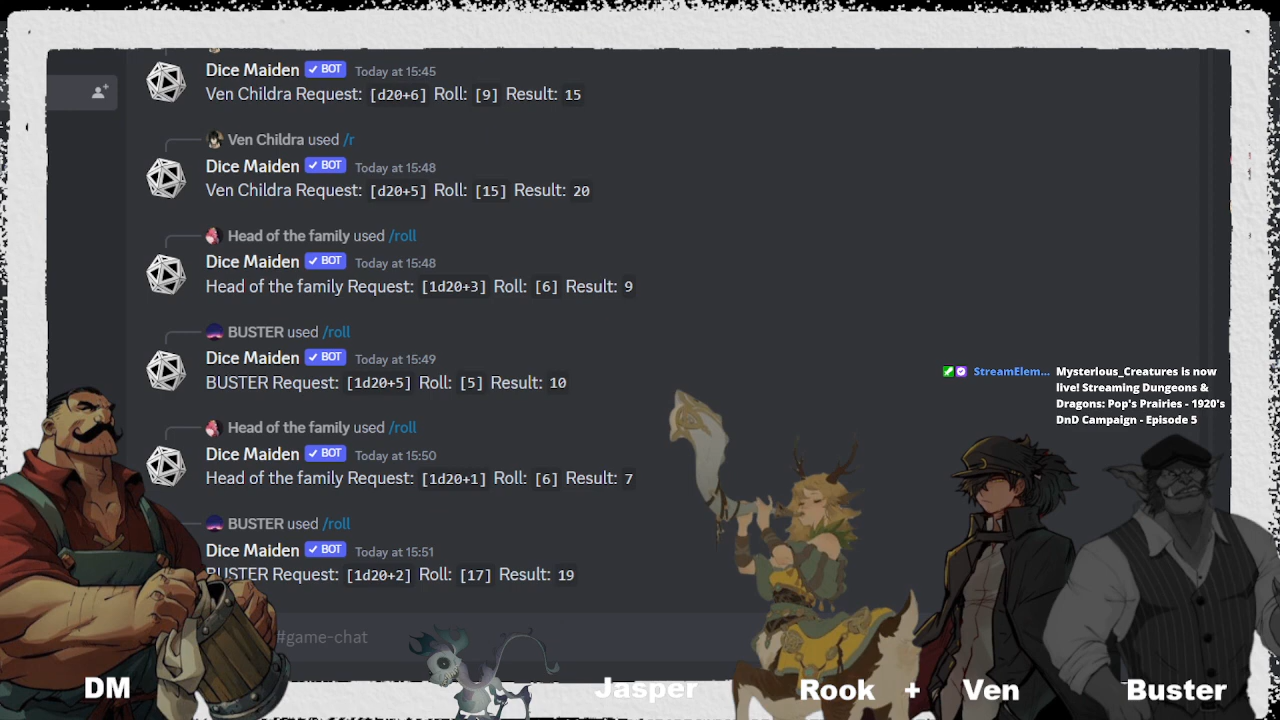 Dice Maiden ✓ BOT Today at 15:45
Ven Childra Request: [d20+6] Roll: [9] Result: 15
Ven Childra used /r
Dice Maiden ✓ BOT Today at 15:48
Ven Childra Request: [d20+5] Roll: [15] Result: 20
Head of the family used /roll
Dice Maiden ✓ BOT Today at 15:48
Head of the family Request: [1d20+3] Roll: [6] Result: 9
BUSTER used /roll
Dice Maiden ✓ BOT Today at 15:49
BUSTER Request: [1d20+5] Roll: [5] Result: 10
Head of the family used /roll
Dice Maiden ✓ BOT Today at 15:50
Head of the family Request: [1d20+1] Roll: [6] Result: 7
BUSTER used /roll
Dice Maiden ✓ BOT Today at 15:51
BUSTER Request: [1d20+2] Roll: [17] Result: 19
#game-chat
StreamElem... Mysterious_Creatures is now
live! Streaming Dungeons &
Dragons: Pop's Prairies - 1920's
DnD Campaign - Episode 5
DM
Jasper
Rook + Ven
Buster